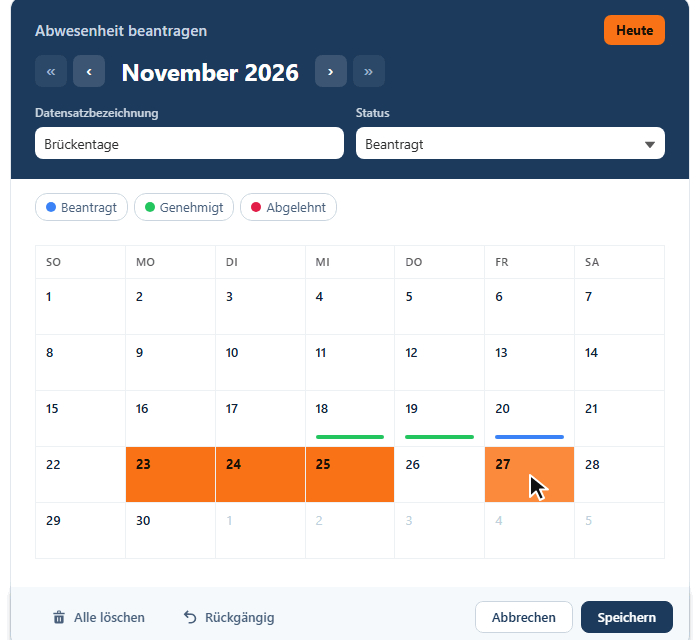 Abwesenheit beantragen
Heute
« ‹ November 2026 › »
Datensatzbezeichnung Status
Brückentage Beantragt
Beantragt Genehmigt Abgelehnt
SO MO DI MI DO FR SA
1 2 3 4 5 6 7
8 9 10 11 12 13 14
15 16 17 18 19 20 21
22 23 24 25 26 27 28
29 30 1 2 3 4 5
Alle löschen Rückgängig Abbrechen Speichern